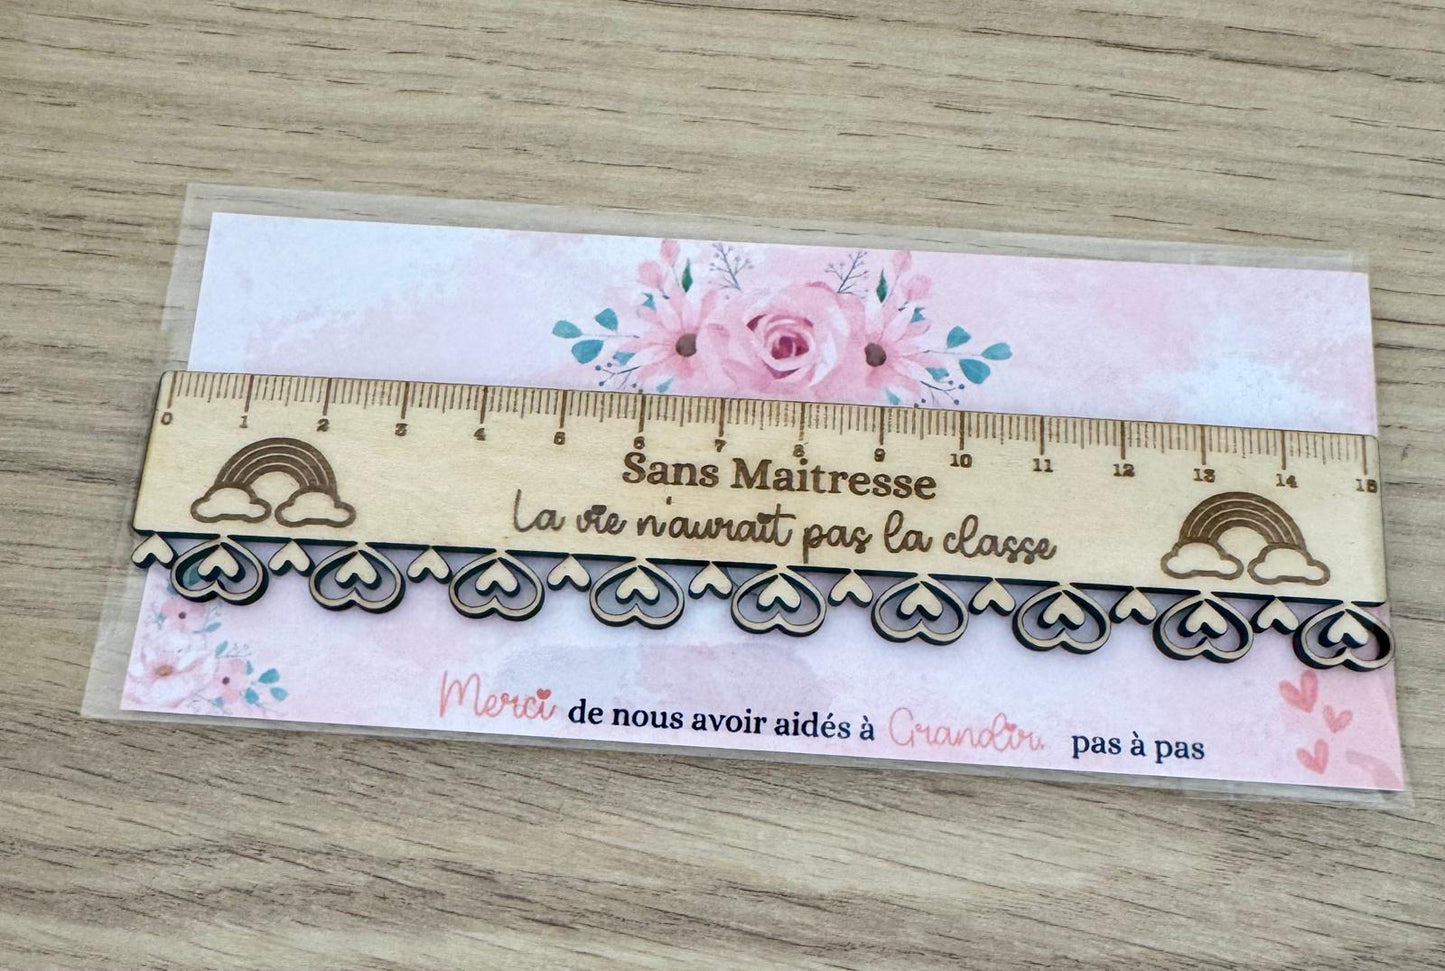 0 1 2 3 4 5 6 7 8 9 10 11 12 13 14 15
Sans Maitresse
La vie n'aurait pas la classe
Merci de nous avoir aidés à Grandir pas à pas